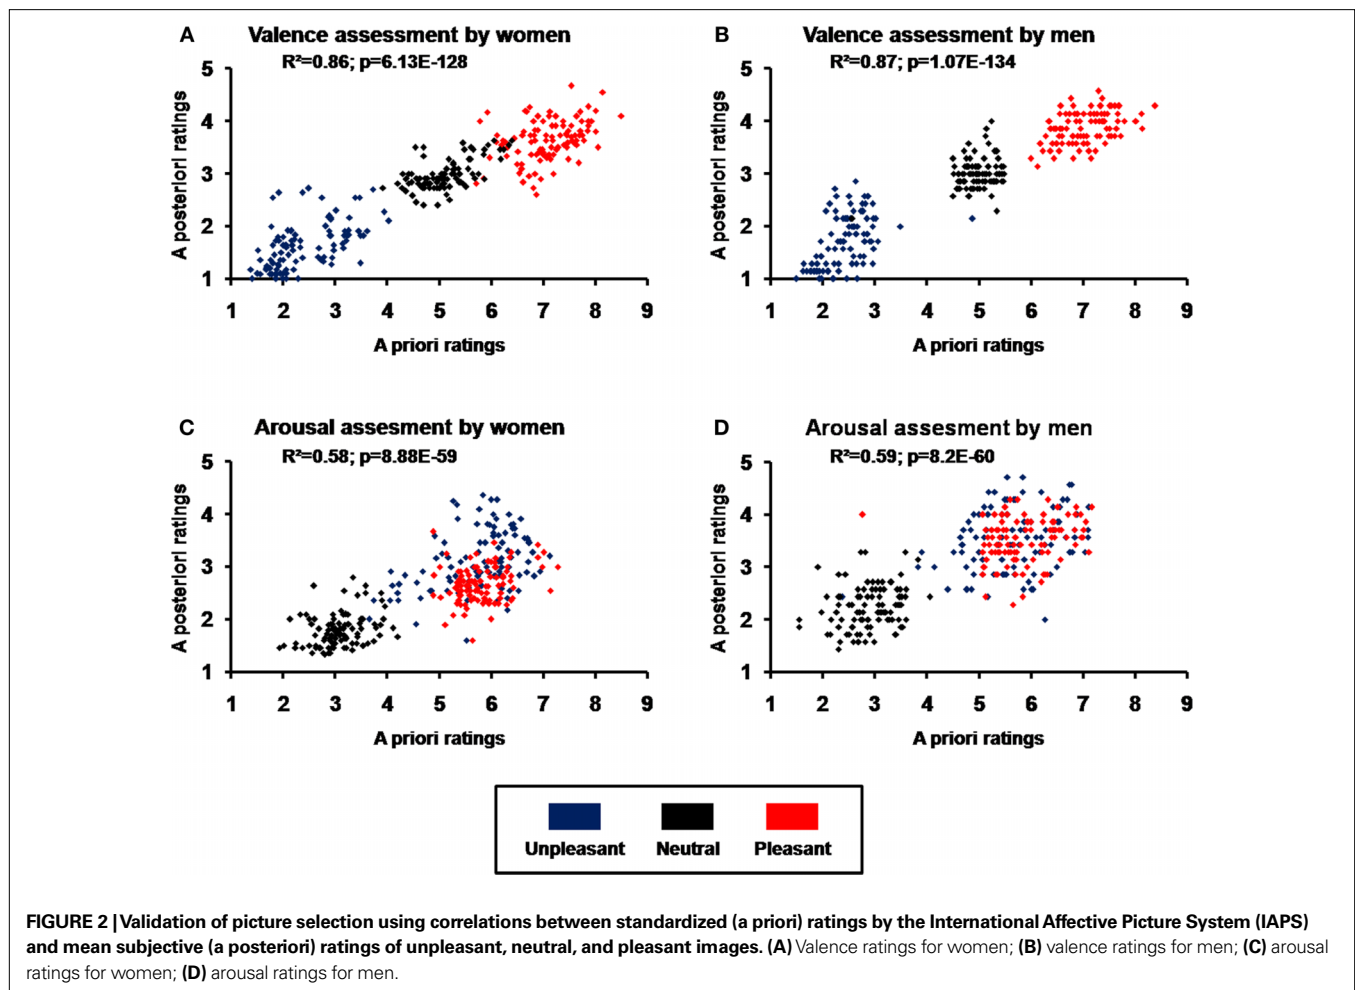 A
Valence assessment by women
R²=0.86; p=6.13E-128
A posteriori ratings
5
4
3
2
1
1 2 3 4 5 6 7 8 9
A priori ratings
B
Valence assessment by men
R²=0.87; p=1.07E-134
A posteriori ratings
5
4
3
2
1
1 2 3 4 5 6 7 8 9
A priori ratings
C
Arousal assesment by women
R²=0.58; p=8.88E-59
A posteriori ratings
5
4
3
2
1
1 2 3 4 5 6 7 8 9
A priori ratings
D
Arousal assesment by men
R²=0.59; p=8.2E-60
A posteriori ratings
5
4
3
2
1
1 2 3 4 5 6 7 8 9
A priori ratings
Unpleasant Neutral Pleasant
FIGURE 2 | Validation of picture selection using correlations between standardized (a priori) ratings by the International Affective Picture System (IAPS)
and mean subjective (a posteriori) ratings of unpleasant, neutral, and pleasant images. (A) Valence ratings for women; (B) valence ratings for men; (C) arousal
ratings for women; (D) arousal ratings for men.